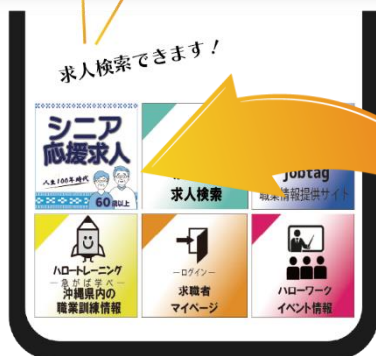 求人検索できます！
シニア
応援求人
人生100年時代
60歳以上
求人検索
jobtag
職業情報提供サイト
ハロートレーニング
ー急がば学べー
沖縄県内の
職業訓練情報
ーログインー
求職者
マイページ
ハローワーク
イベント情報